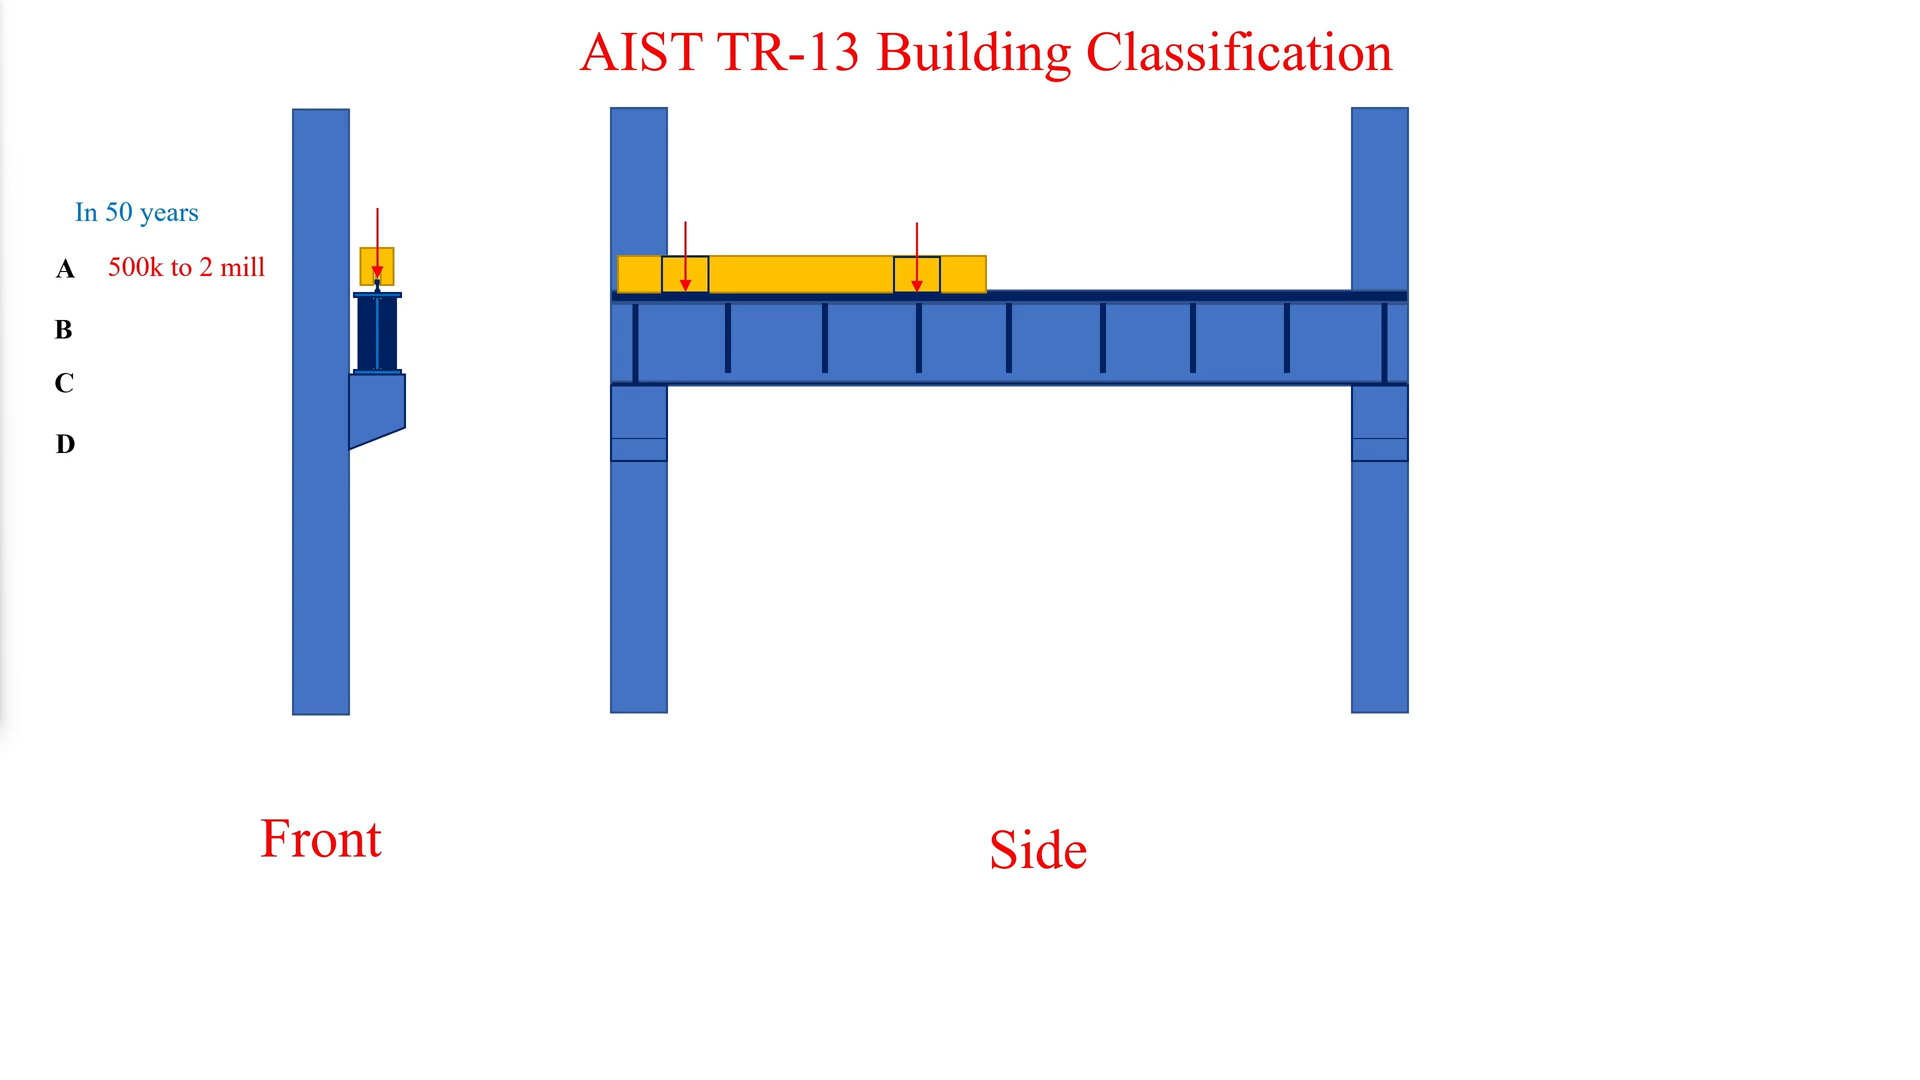 AIST TR-13 Building Classification
In 50 years
A 500k to 2 mill
B
C
D
Front
Side